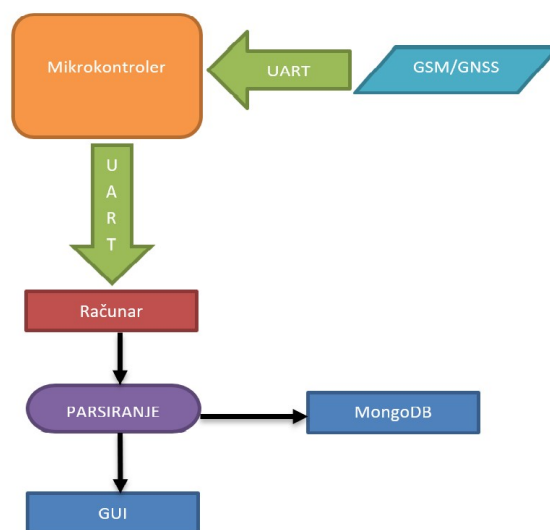 Mikrokontroler
UART
GSM/GNSS
U
A
R
T
Računar
PARSIRANJE
MongoDB
GUI